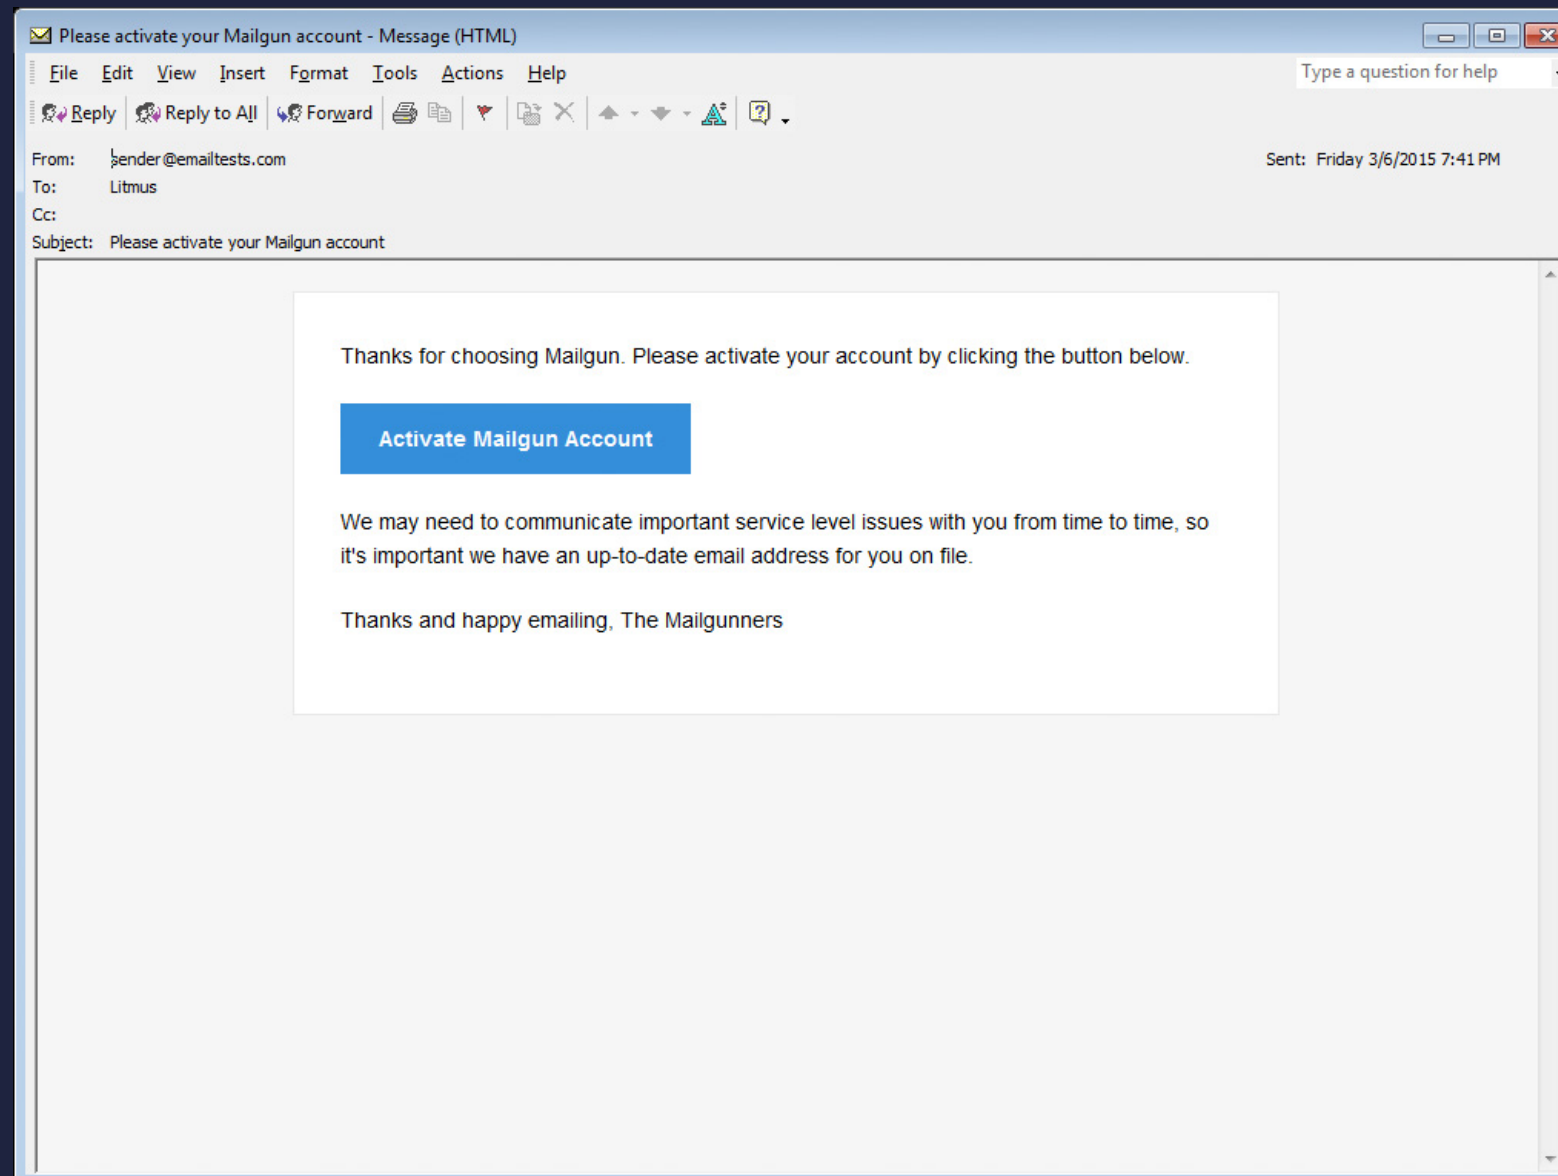 Please activate your Mailgun account - Message (HTML)
File Edit View Insert Format Tools Actions Help
Type a question for help
Reply Reply to All Forward
From: sender@emailtests.com
Sent: Friday 3/6/2015 7:41 PM
To: Litmus
Cc:
Subject: Please activate your Mailgun account
Thanks for choosing Mailgun. Please activate your account by clicking the button below.
Activate Mailgun Account
We may need to communicate important service level issues with you from time to time, so
it's important we have an up-to-date email address for you on file.
Thanks and happy emailing, The Mailgunners